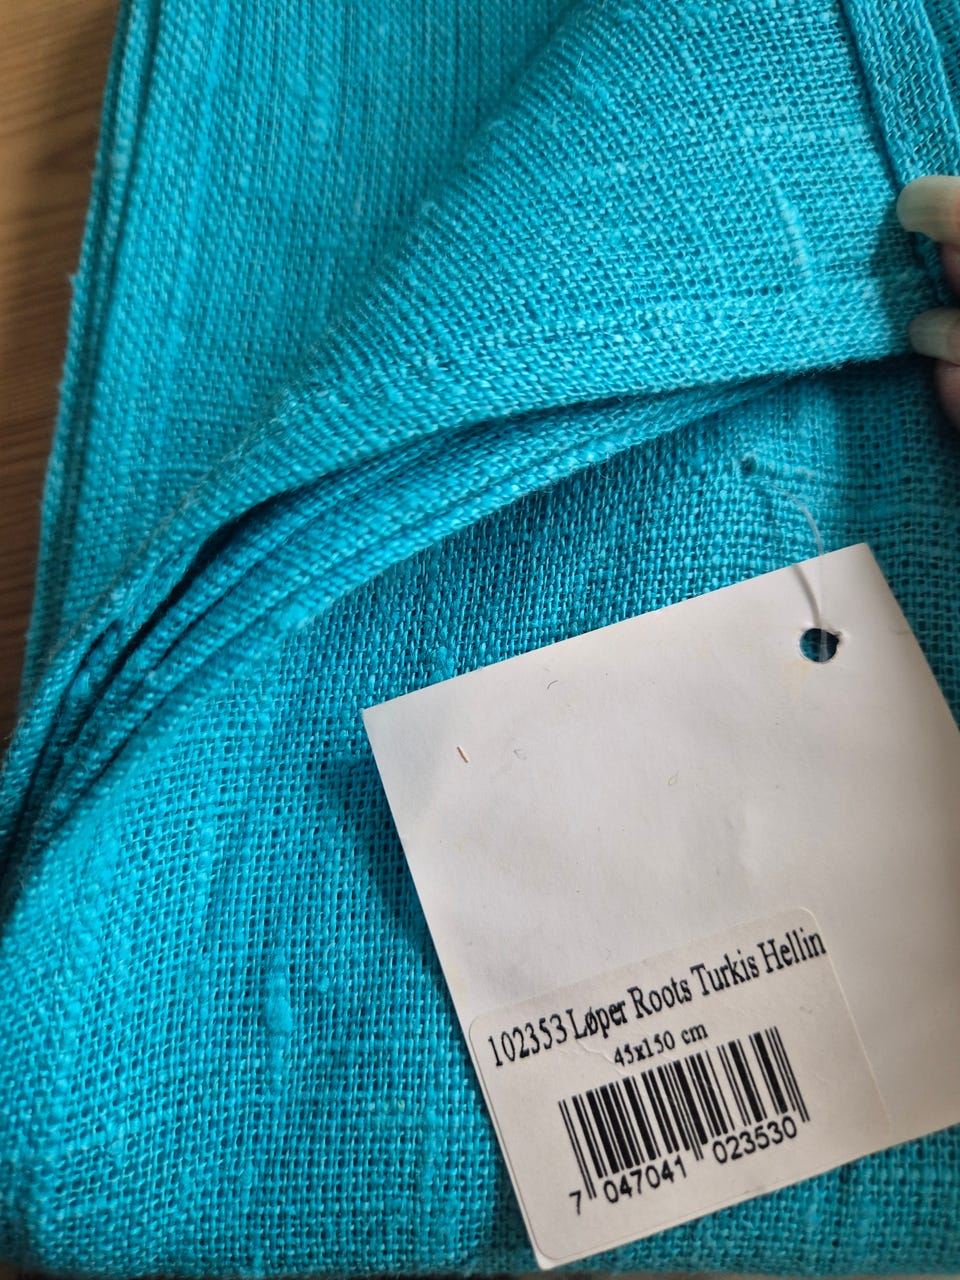 102353 Løper Roots Turkis Hellin
45x150 cm
7 047041 023530